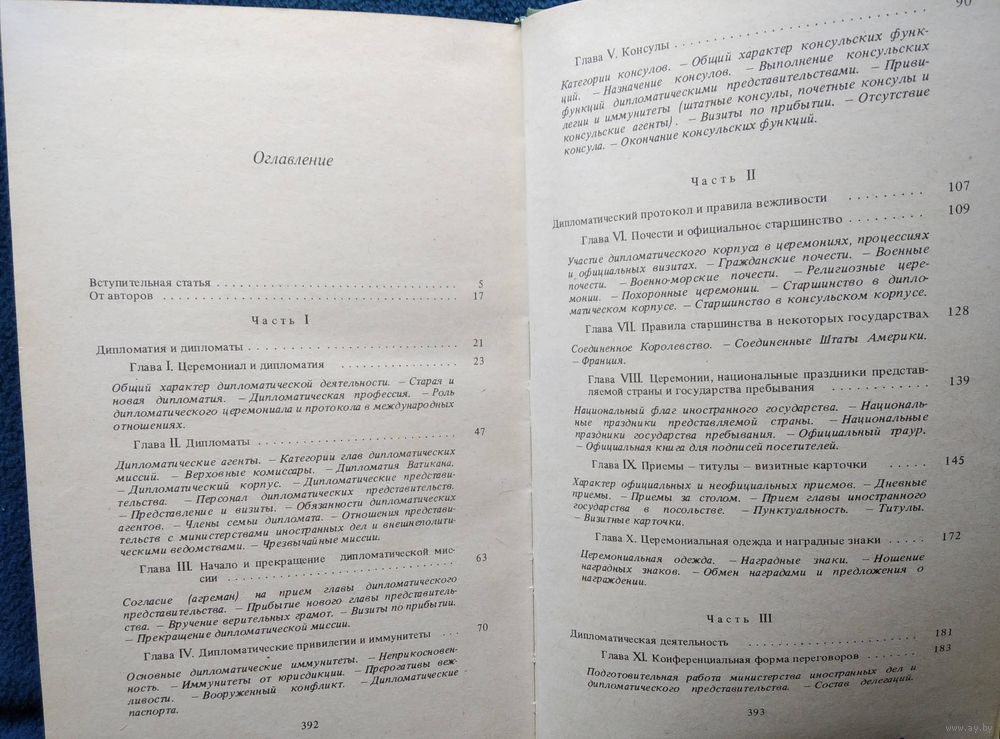 Оглавление
Вступительная статья . . . . . . . . . . . . . . . . . . . . . . . . . . 5
От авторов . . . . . . . . . . . . . . . . . . . . . . . . . . . . . . . 17
Часть I
Дипломатия и дипломаты . . . . . . . . . . . . . . . . . . . . . . 21
Глава I. Церемониал и дипломатия . . . . . . . . . . . . . . 23
Общий характер дипломатической деятельности. — Старая и
новая дипломатия. — Дипломатическая профессия. — Роль
дипломатического церемониала и протокола в международных
отношениях.
Глава II. Дипломаты . . . . . . . . . . . . . . . . . . . . . . 47
Дипломатические агенты. — Категории глав дипломатических
миссий. — Верховные комиссары. — Дипломатия Ватикана.
— Дипломатический корпус. — Дипломатические представи-
тельства. — Персонал дипломатических представительств.
— Представление и визиты. — Обязанности дипломатических
агентов. — Члены семьи дипломата. — Отношения представи-
тельств с министерствами иностранных дел и внешнеполити-
ческими ведомствами. — Чрезвычайные миссии.
Глава III. Начало и прекращение дипломатической мис-
сии . . . . . . . . . . . . . . . . . . . . . . . . . . . 63
Согласие (агреман) на прием главы дипломатического
представительства. — Прибытие нового главы представитель-
ства. — Вручение верительных грамот. — Визиты по прибытии.
— Прекращение дипломатической миссии.
Глава IV. Дипломатические привилегии и иммунитеты . . . 70
Основные дипломатические иммунитеты. — Неприкосновен-
ность. — Иммунитеты от юрисдикции. — Прерогативы веж-
ливости. — Вооруженный конфликт. — Дипломатические
паспорта.
392
Глава V. Консулы . . . . . . . . . . . . . . . . . . . . . . . 90
Категории консулов. — Общий характер консульских функ-
ций. — Назначение консулов. — Выполнение консульских
функций дипломатическими представительствами. — Приви-
легии и иммунитеты (штатные консулы, почетные консулы и
консульские агенты). — Визиты по прибытии. — Отсутствие
консула. — Окончание консульских функций.
Часть II
Дипломатический протокол и правила вежливости . . . . . . . . 107
Глава VI. Почести и официальное старшинство . . . . . . . . 109
Участие дипломатического корпуса в церемониях, процессиях
и официальных визитах. — Гражданские почести. — Военные
почести. — Военно-морские почести. — Религиозные цере-
монии. — Похоронные церемонии. — Старшинство в дипло-
матическом корпусе. — Старшинство в консульском корпусе.
Глава VII. Правила старшинства в некоторых государствах 128
Соединенное Королевство. — Соединенные Штаты Америки.
— Франция.
Глава VIII. Церемонии, национальные праздники представ-
ляемой страны и государства пребывания . . . . . . . . . 139
Национальный флаг иностранного государства. — Националь-
ные праздники представляемой страны. — Национальные
праздники государства пребывания. — Официальный траур.
— Официальная книга для подписей посетителей.
Глава IX. Приемы — титулы — визитные карточки . . . . . 145
Характер официальных и неофициальных приемов. — Дневные
приемы. — Приемы за столом. — Прием главы иностранного
государства в посольстве. — Пунктуальность. — Титулы.
— Визитные карточки.
Глава X. Церемониальная одежда и наградные знаки . . . . 172
Церемониальная одежда. — Наградные знаки. — Ношение
наградных знаков. — Обмен наградами и предложения о
награждении.
Часть III
Дипломатическая деятельность . . . . . . . . . . . . . . . . . . 181
Глава XI. Конференциальная форма переговоров . . . . . . . 183
Подготовительная работа министерства иностранных дел и
дипломатического представительства. — Состав делегаций.
393
www.ay.by